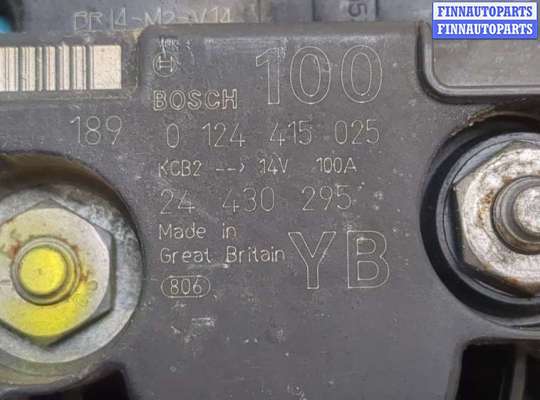 FINNAUTOPARTS
FINNAUTOPARTS
BOSCH 100
189 0 124 415 025
KCB2 --> 14V 100A
24 430 295
Made in
Great Britain YB
806